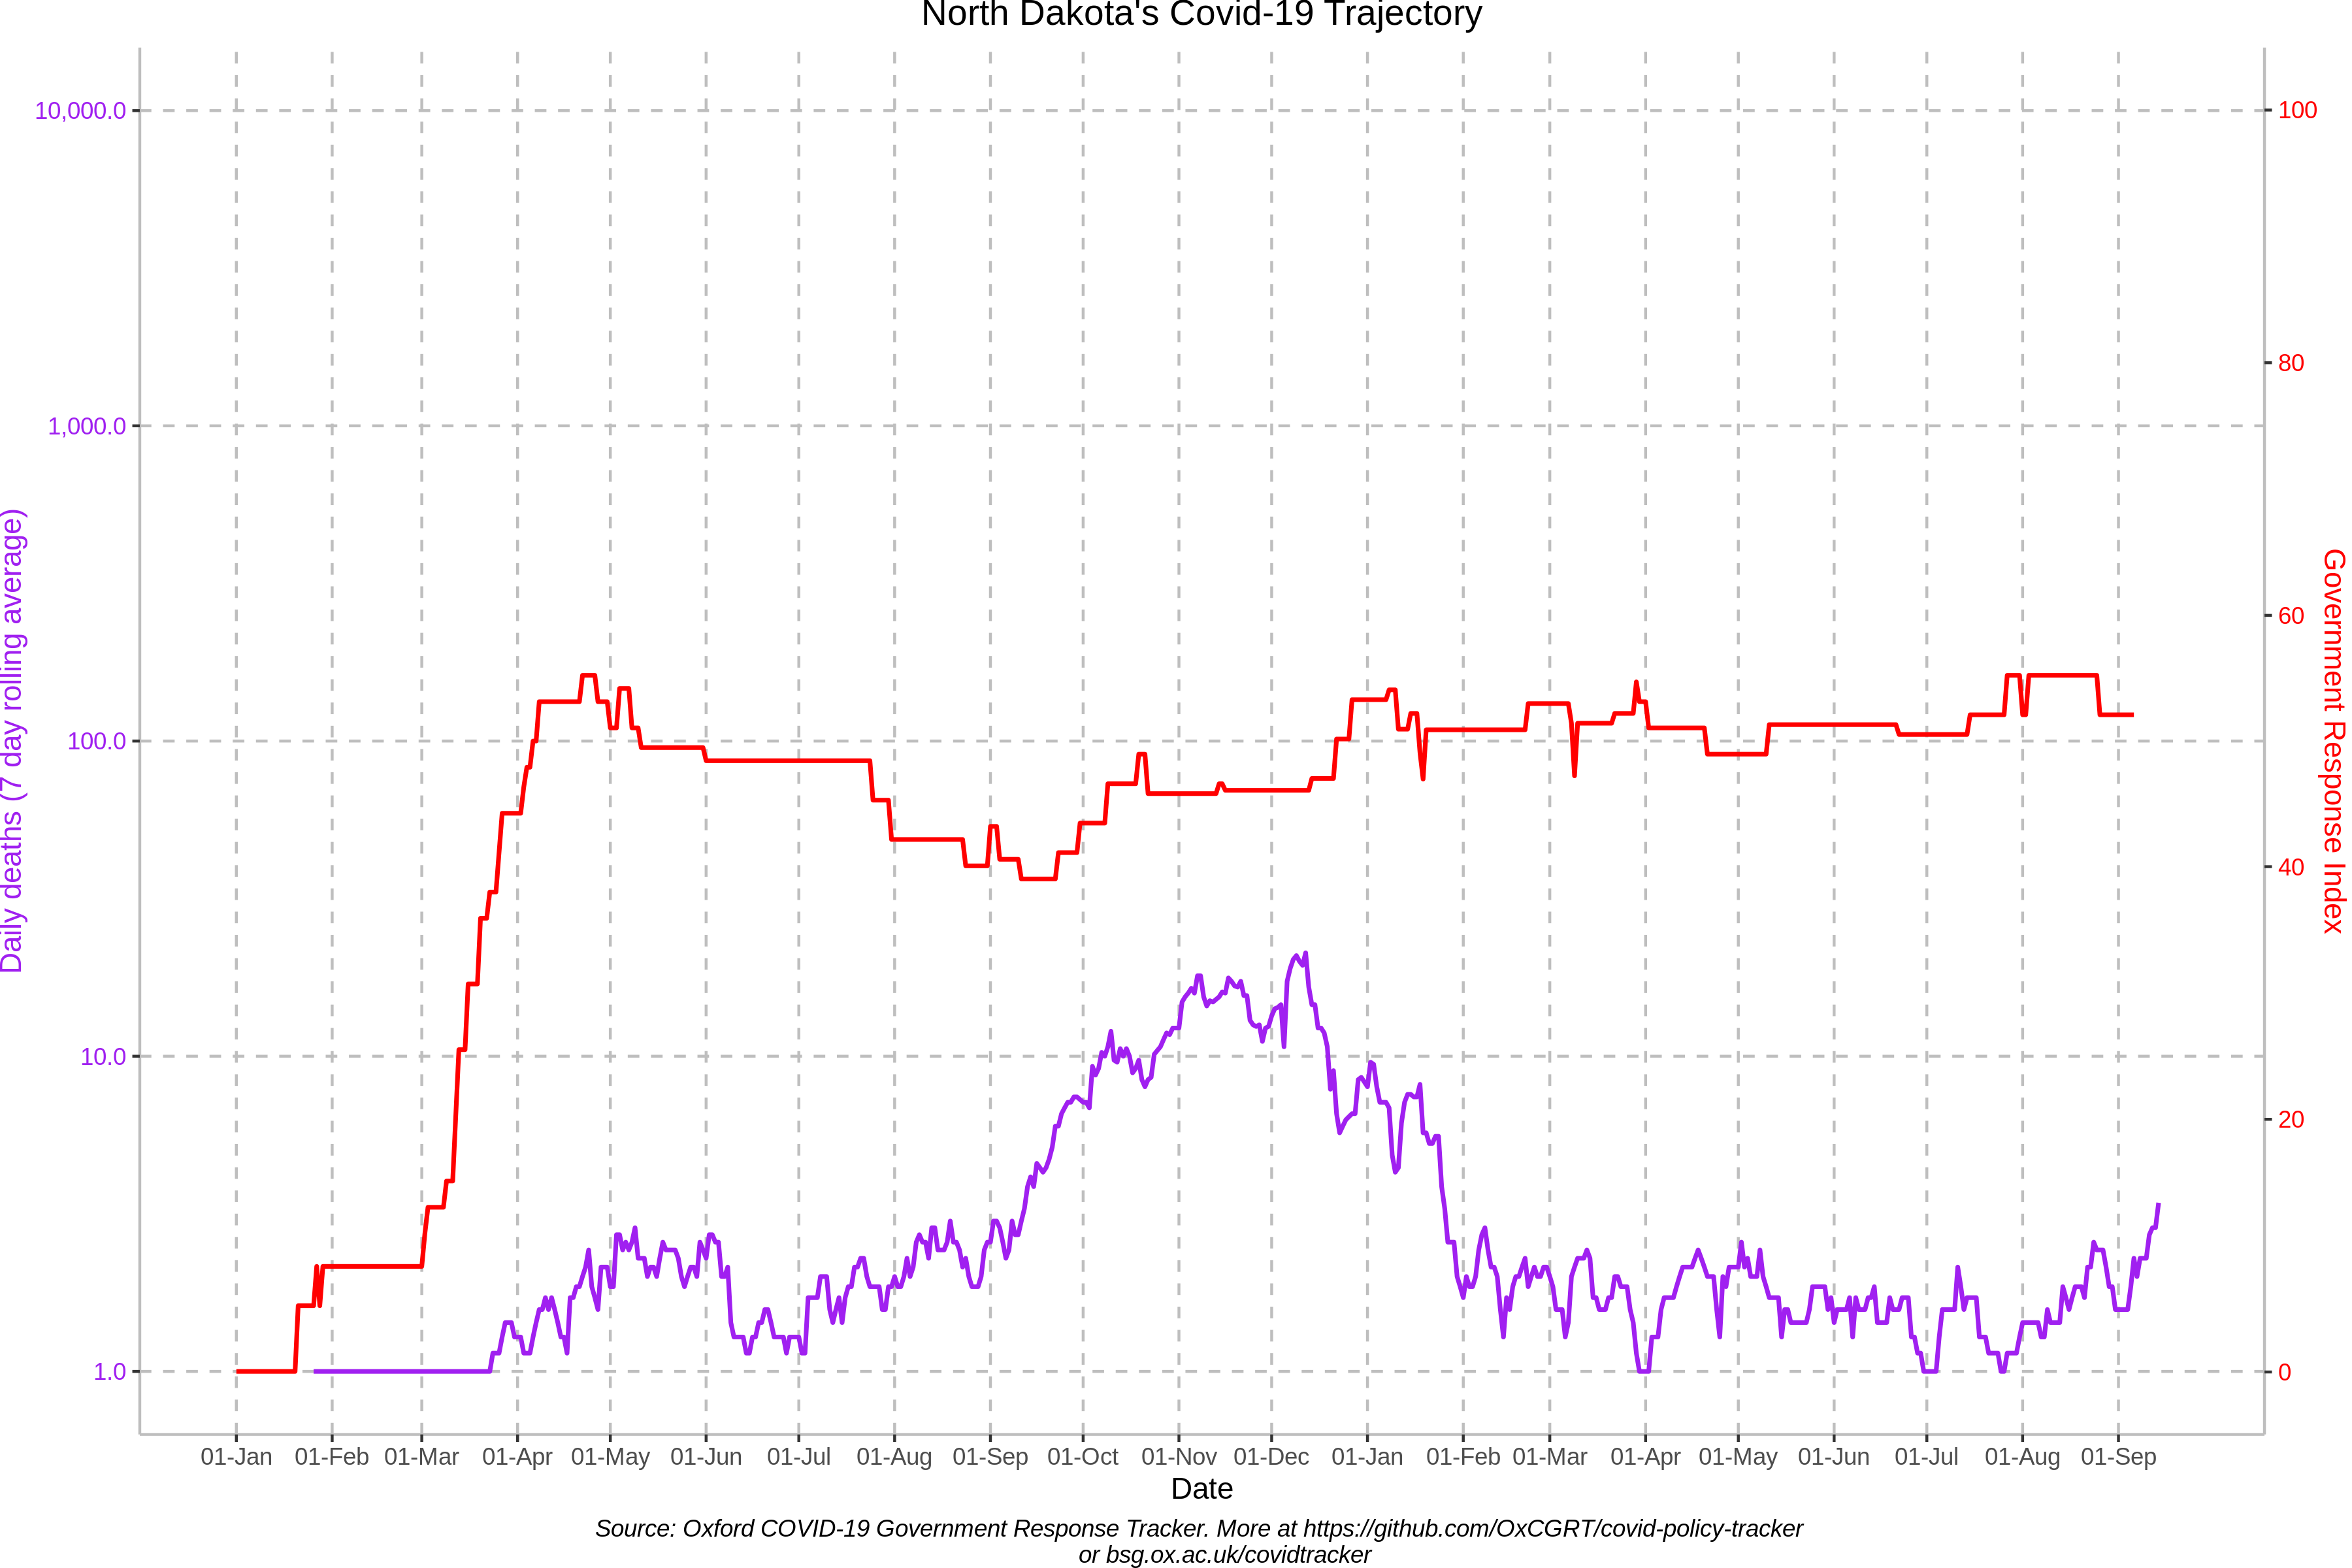 North Dakota's Covid-19 Trajectory
10,000.0
1,000.0
100.0
10.0
1.0
Daily deaths (7 day rolling average)
100
80
60
40
20
0
Government Response Index
01-Jan 01-Feb 01-Mar 01-Apr 01-May 01-Jun 01-Jul 01-Aug 01-Sep 01-Oct 01-Nov 01-Dec 01-Jan 01-Feb 01-Mar 01-Apr 01-May 01-Jun 01-Jul 01-Aug 01-Sep
Date
Source: Oxford COVID-19 Government Response Tracker. More at https://github.com/OxCGRT/covid-policy-tracker
or bsg.ox.ac.uk/covidtracker